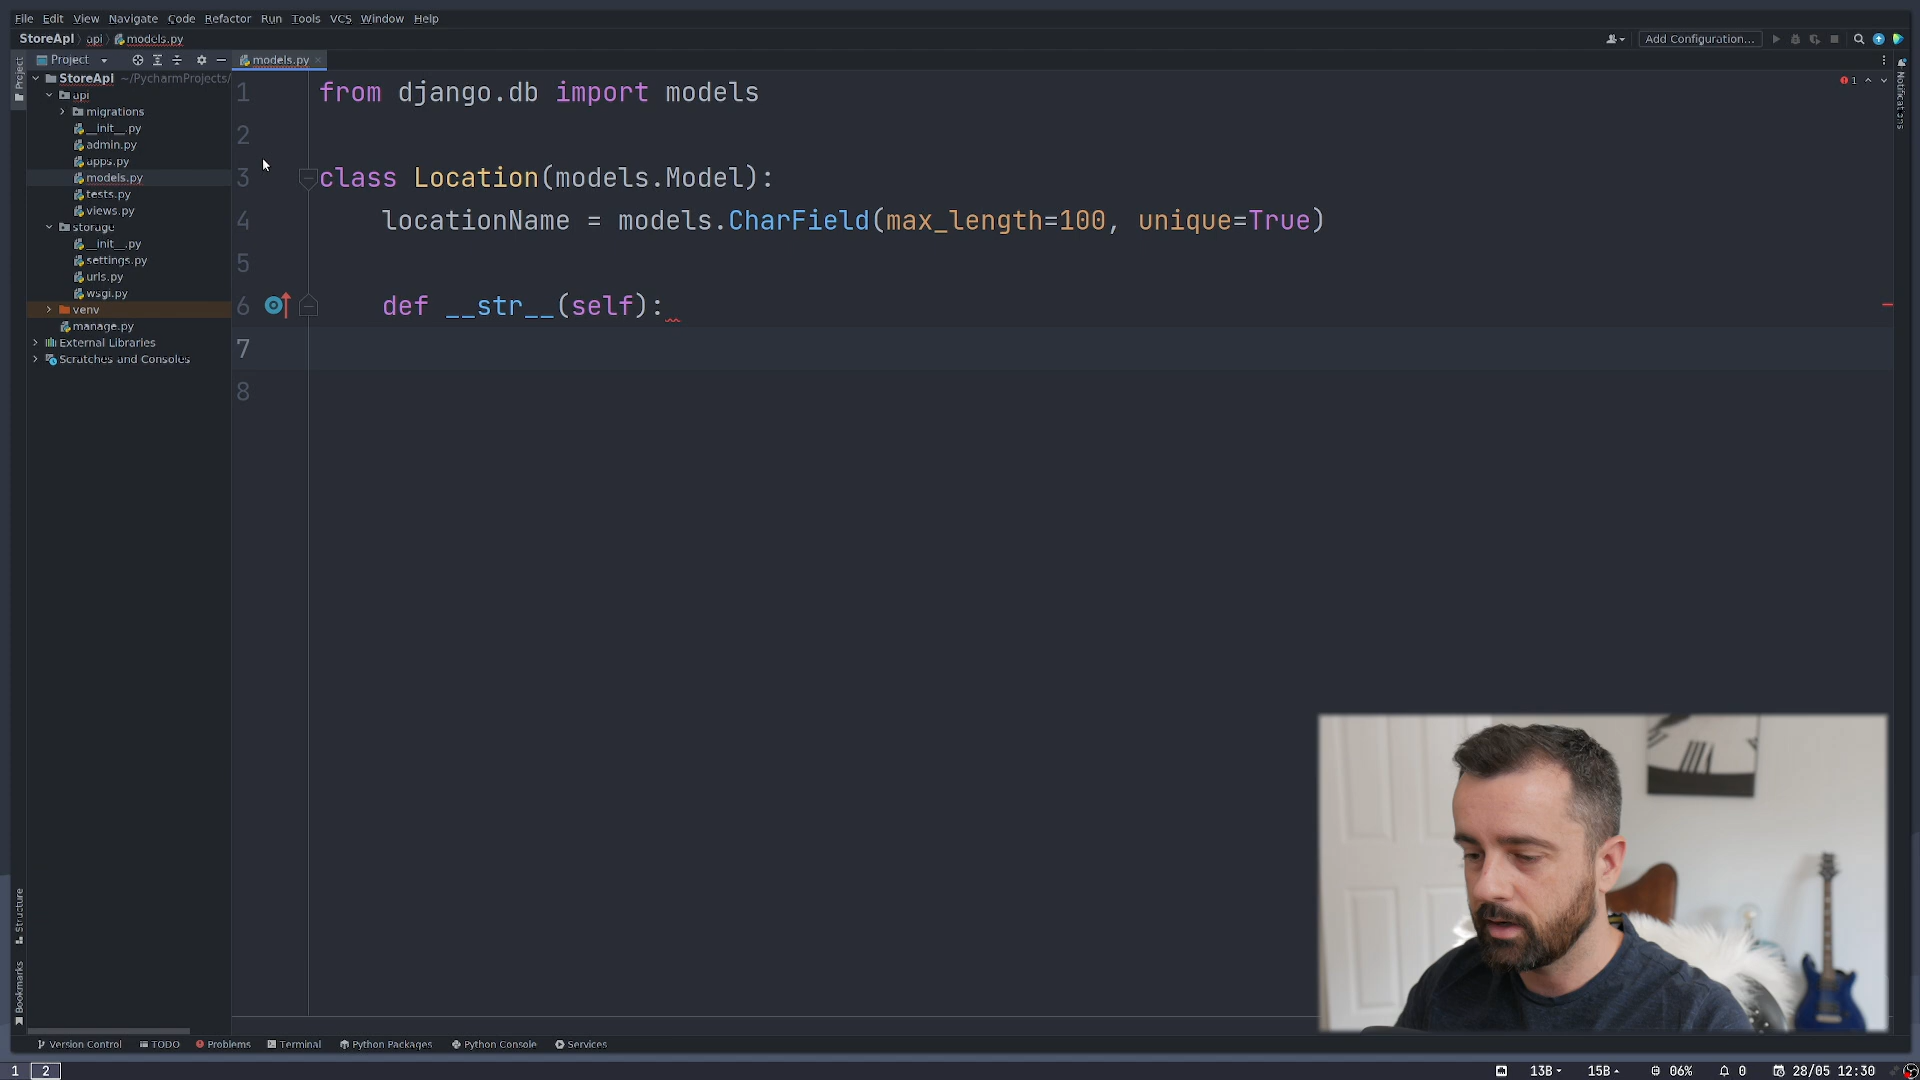 File Edit View Navigate Code Refactor Run Tools VCS Window Help
StoreApI api models.py
Add Configuration...
Project
models.py
Project
StoreApI ~/PycharmProjects/
api
migrations
__init__.py
admin.py
apps.py
models.py
tests.py
views.py
storage
__init__.py
settings.py
urls.py
wsgi.py
venv
manage.py
External Libraries
Scratches and Consoles
1 from django.db import models
2
3 class Location(models.Model):
4 locationName = models.CharField(max_length=100, unique=True)
5
6 def __str__(self):
7
8
1
Notifications
Structure
Bookmarks
Version Control TODO Problems Terminal Python Packages Python Console Services
1 2
13B 15B 06% 0 28/05 12:30